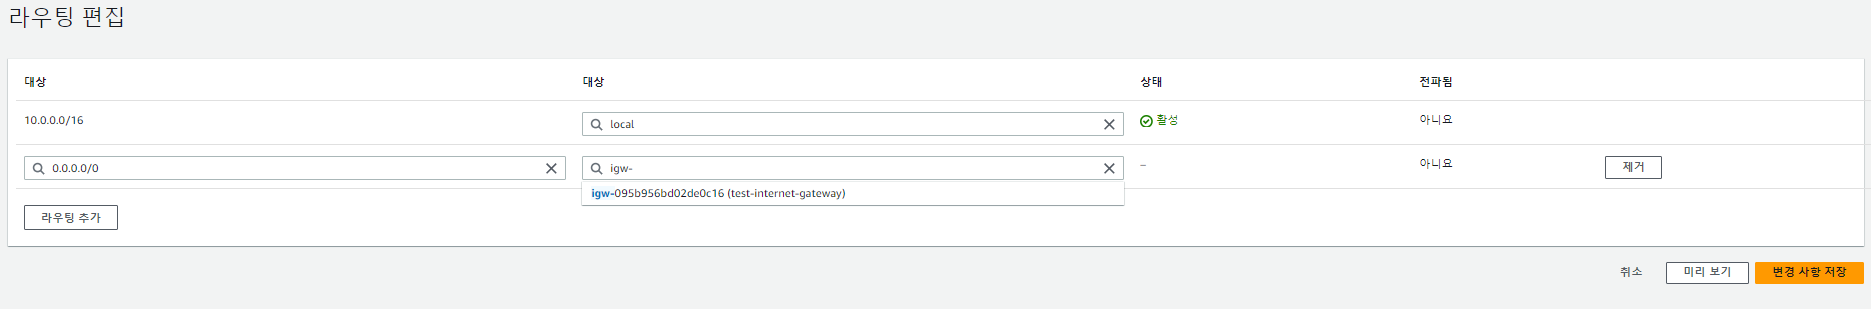 라우팅 편집
대상 대상 상태 전파됨
10.0.0.0/16 local 활성 아니요
0.0.0.0/0 igw- – 아니요 제거
igw-095b956bd02de0c16 (test-internet-gateway)
라우팅 추가
취소 미리 보기 변경 사항 저장